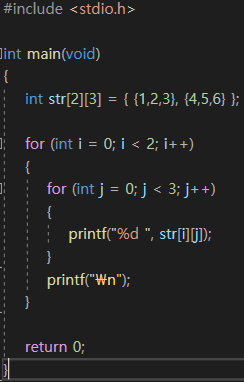 #include <stdio.h>
int main(void)
{
int str[2][3] = { {1,2,3}, {4,5,6} };
for (int i = 0; i < 2; i++)
{
for (int j = 0; j < 3; j++)
{
printf("%d ", str[i][j]);
}
printf("₩n");
}
return 0;
}